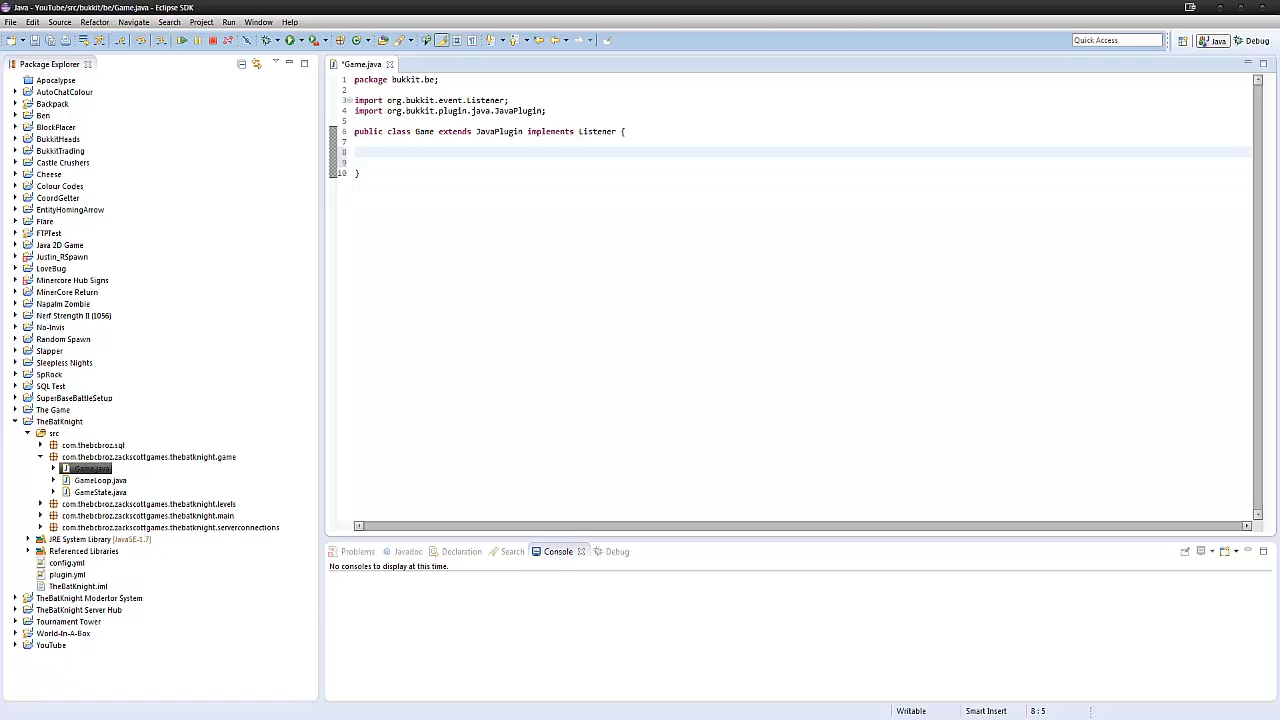 Java - YouTube/src/bukkit/be/Game.java - Eclipse SDK
File Edit Source Refactor Navigate Search Project Run Window Help
Quick Access
Java
Debug
Package Explorer
Apocalypse
AutoChatColour
Backpack
Ben
BlockPlacer
BukkitHeads
BukkitTrading
Castle Crushers
Cheese
Colour Codes
CoordGetter
EntityHomingArrow
Flare
FTPTest
Java 2D Game
Justin_RSpawn
LoveBug
Minercore Hub Signs
MinerCore Return
Napalm Zombie
Nerf Strength II (1056)
No-Invis
Random Spawn
Slapper
Sleepless Nights
SpRock
SQL Test
SuperBaseBattleSetup
The Game
TheBatKnight
src
com.thebcbroz.sql
com.thebcbroz.zackscottgames.thebatknight.game
Game.java
GameLoop.java
GameState.java
com.thebcbroz.zackscottgames.thebatknight.levels
com.thebcbroz.zackscottgames.thebatknight.main
com.thebcbroz.zackscottgames.thebatknight.serverconnections
JRE System Library [JavaSE-1.7]
Referenced Libraries
config.yml
plugin.yml
TheBatKnight.iml
TheBatKnight Modertor System
TheBatKnight Server Hub
Tournament Tower
World-In-A-Box
YouTube
*Game.java
1 package bukkit.be;
2
3 import org.bukkit.event.Listener;
4 import org.bukkit.plugin.java.JavaPlugin;
5
6 public class Game extends JavaPlugin implements Listener {
7
8
9
10 }
Problems @ Javadoc Declaration Search Console Debug
No consoles to display at this time.
Writable Smart Insert 8 : 5